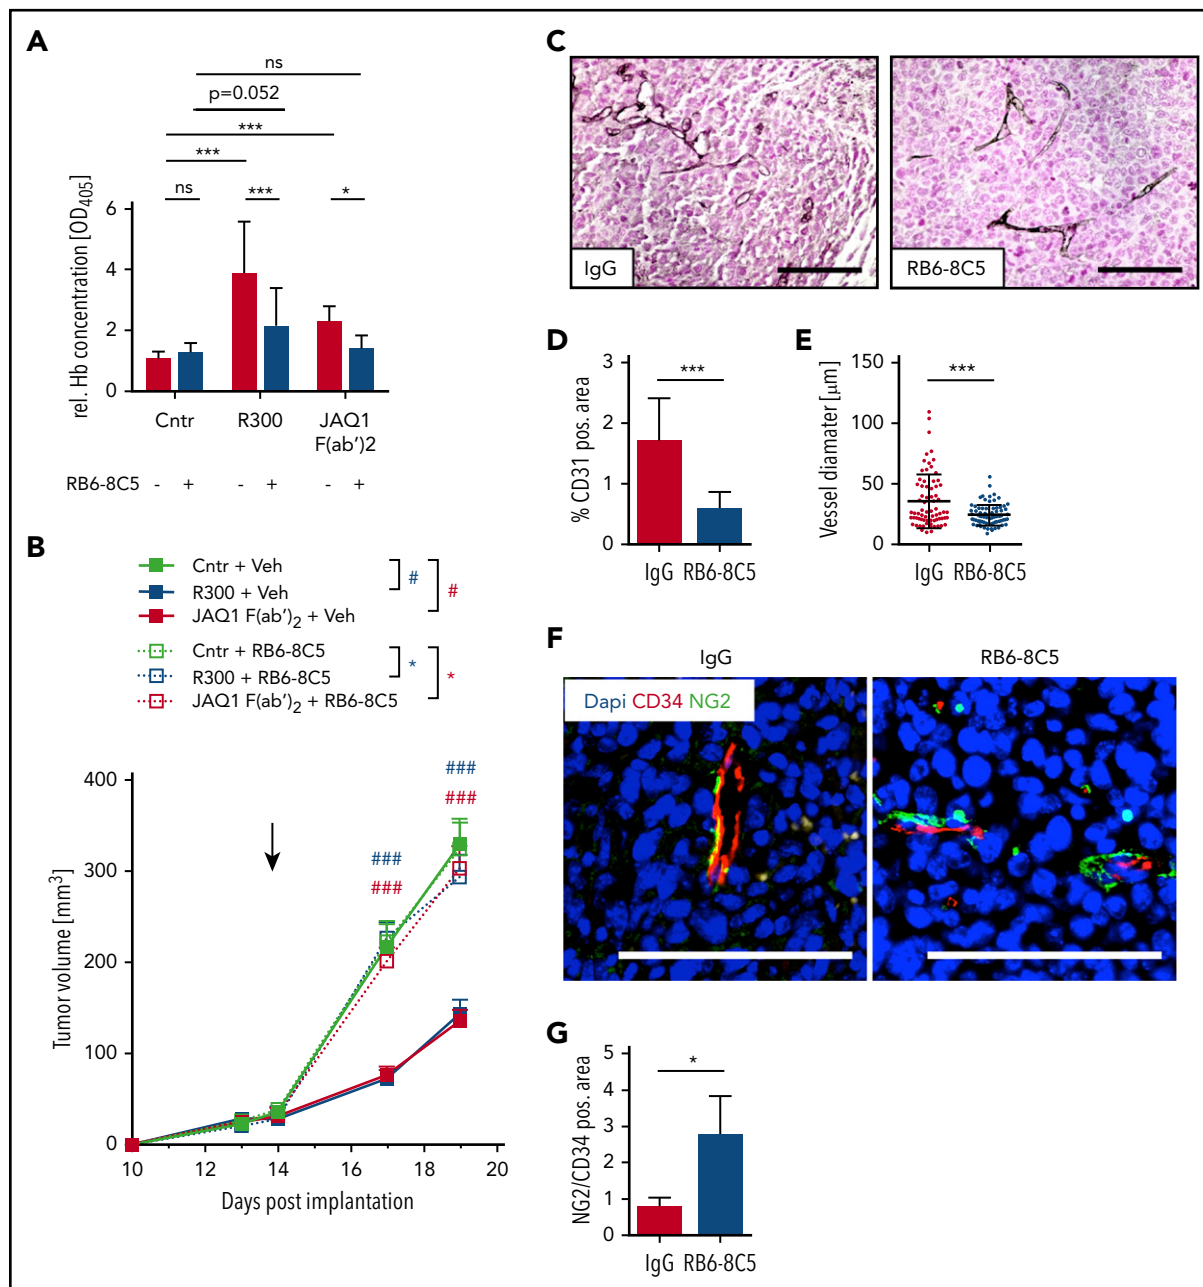 A
ns
p=0.052
***
***
ns
***
*
rel. Hb concentration [OD405]
6
4
2
0
Cntr
R300
JAQ1
F(ab')2
RB6-8C5
- + - + - +
B
Cntr + Veh
R300 + Veh
JAQ1 F(ab')2 + Veh
#
#
Cntr + RB6-8C5
R300 + RB6-8C5
JAQ1 F(ab')2 + RB6-8C5
*
*
Tumor volume [mm3]
400
300
200
100
0
###
###
###
###
10 12 14 16 18 20
Days post implantation
C
IgG
RB6-8C5
D
% CD31 pos. area
3
2
1
0
***
IgG RB6-8C5
E
Vessel diamater [μm]
150
100
50
0
***
IgG RB6-8C5
F
IgG
RB6-8C5
Dapi CD34 NG2
G
NG2/CD34 pos. area
5
4
3
2
1
0
*
IgG RB6-8C5